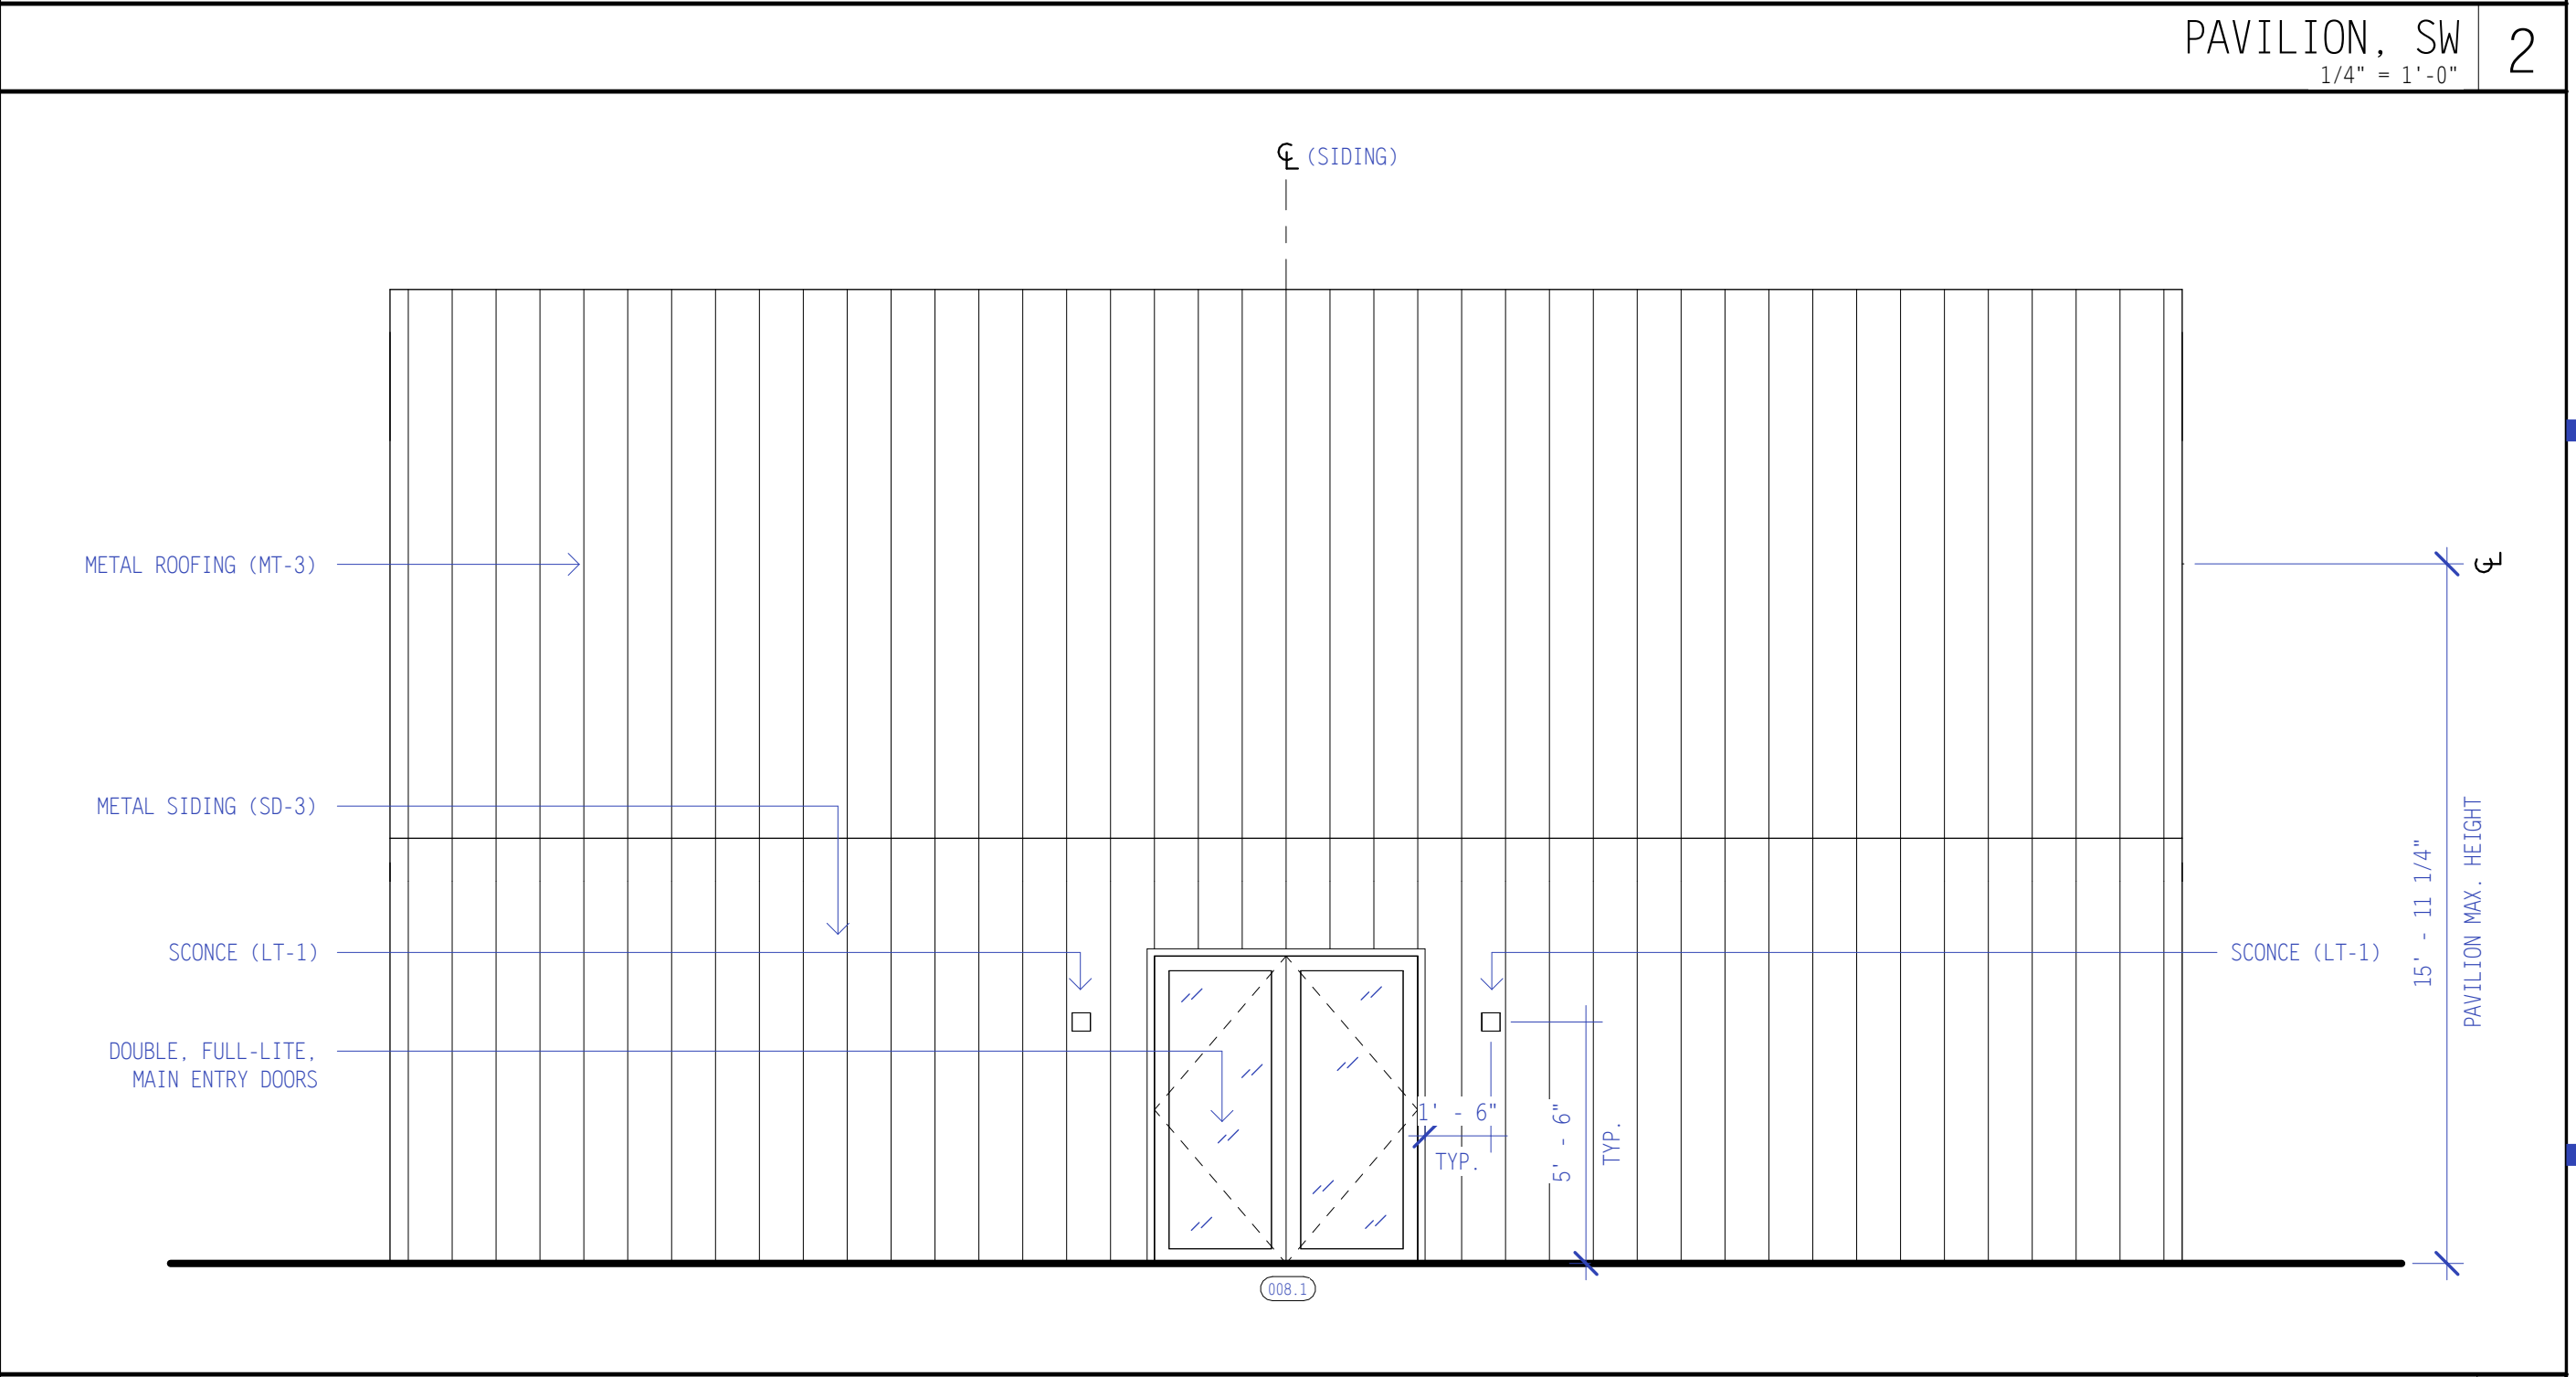 PAVILION, SW
1/4" = 1'-0"
2
℄ (SIDING)
METAL ROOFING (MT-3)
℄
METAL SIDING (SD-3)
15' - 11 1/4"
PAVILION MAX. HEIGHT
SCONCE (LT-1)
SCONCE (LT-1)
DOUBLE, FULL-LITE,
MAIN ENTRY DOORS
1' - 6"
TYP.
5' - 6"
TYP.
008.1